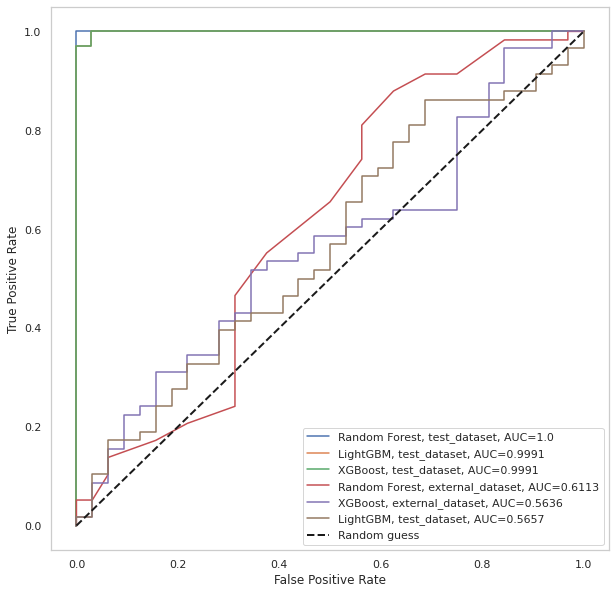 1.0
0.8
0.6
0.4
0.2
0.0
True Positive Rate
Random Forest, test_dataset, AUC=1.0
LightGBM, test_dataset, AUC=0.9991
XGBoost, test_dataset, AUC=0.9991
Random Forest, external_dataset, AUC=0.6113
XGBoost, external_dataset, AUC=0.5636
LightGBM, test_dataset, AUC=0.5657
Random guess
0.0 0.2 0.4 0.6 0.8 1.0
False Positive Rate